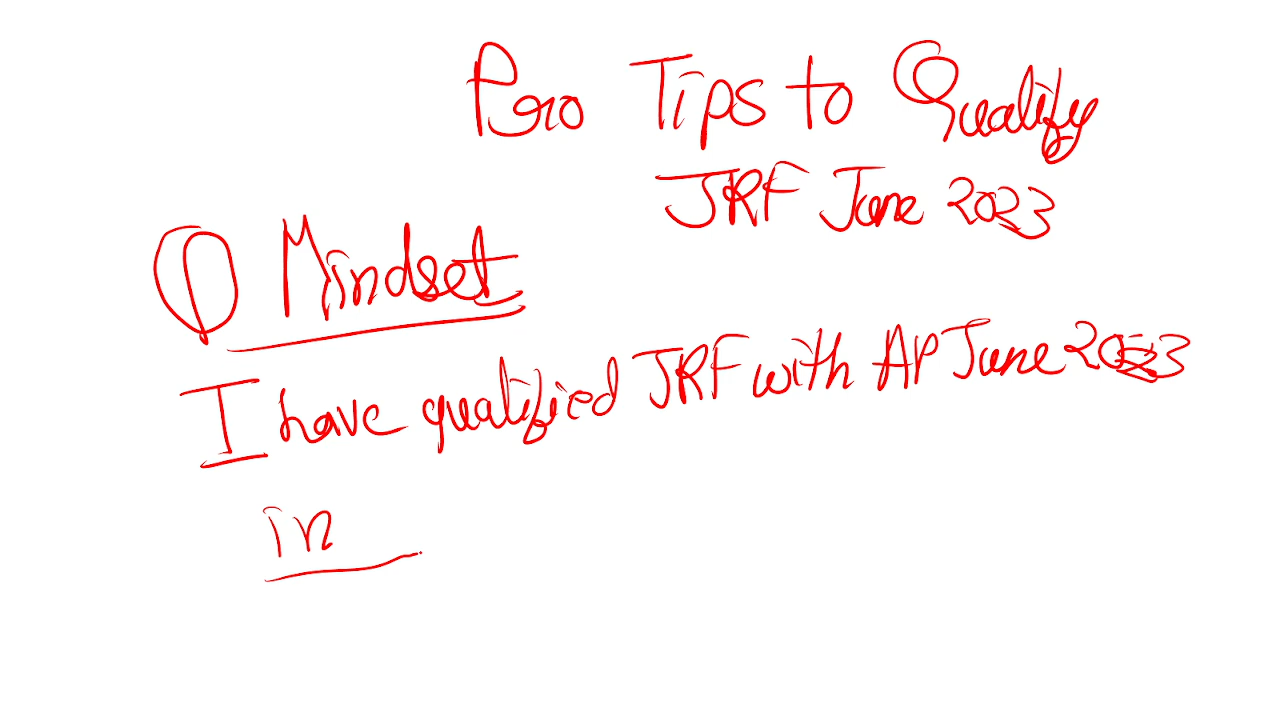 Pro Tips to Qualify
JRF June 2023
① Mindset
I have qualified JRF with AP June 2023
in